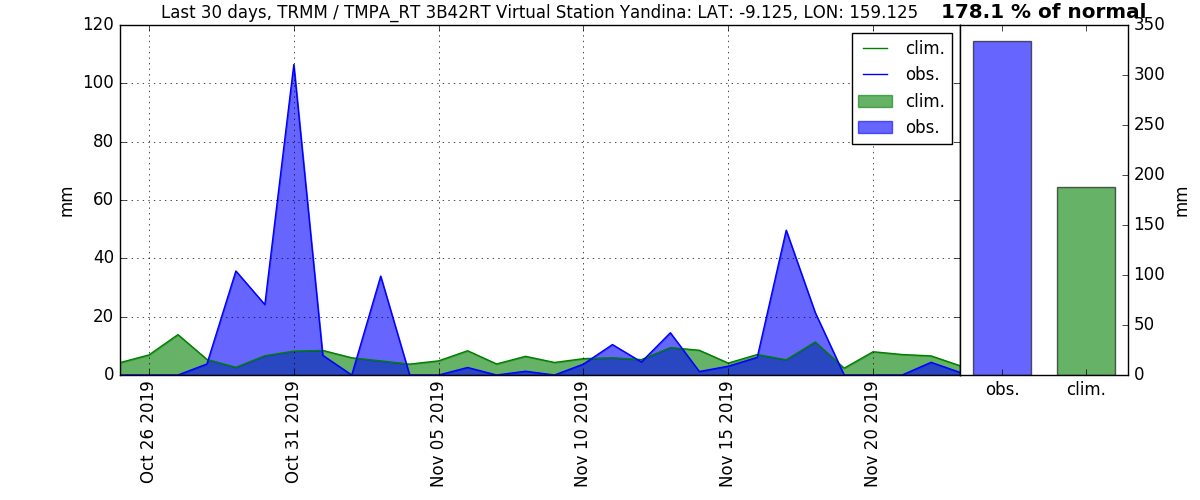 Last 30 days, TRMM / TMPA_RT 3B42RT Virtual Station Yandina: LAT: -9.125, LON: 159.125
178.1 % of normal
120
100
80
60
40
20
0
mm
clim.
obs.
clim.
obs.
350
300
250
200
150
100
50
0
mm
Oct 26 2019
Oct 31 2019
Nov 05 2019
Nov 10 2019
Nov 15 2019
Nov 20 2019
obs.
clim.